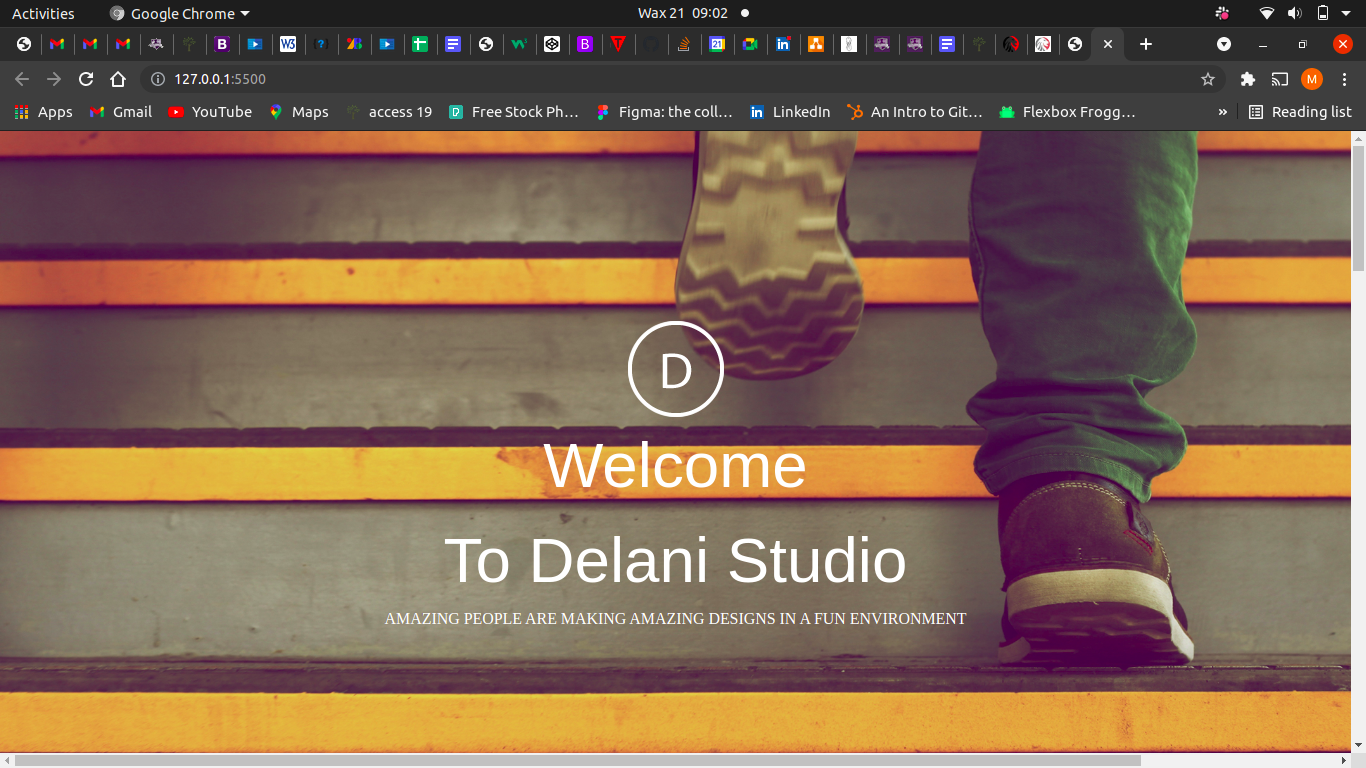 Activities
Google Chrome
Wax 21 09:02
127.0.0.1:5500
M
Apps
Gmail
YouTube
Maps
access 19
Free Stock Ph…
Figma: the coll…
LinkedIn
An Intro to Git…
Flexbox Frogg…
»
Reading list
D
Welcome
To Delani Studio
AMAZING PEOPLE ARE MAKING AMAZING DESIGNS IN A FUN ENVIRONMENT